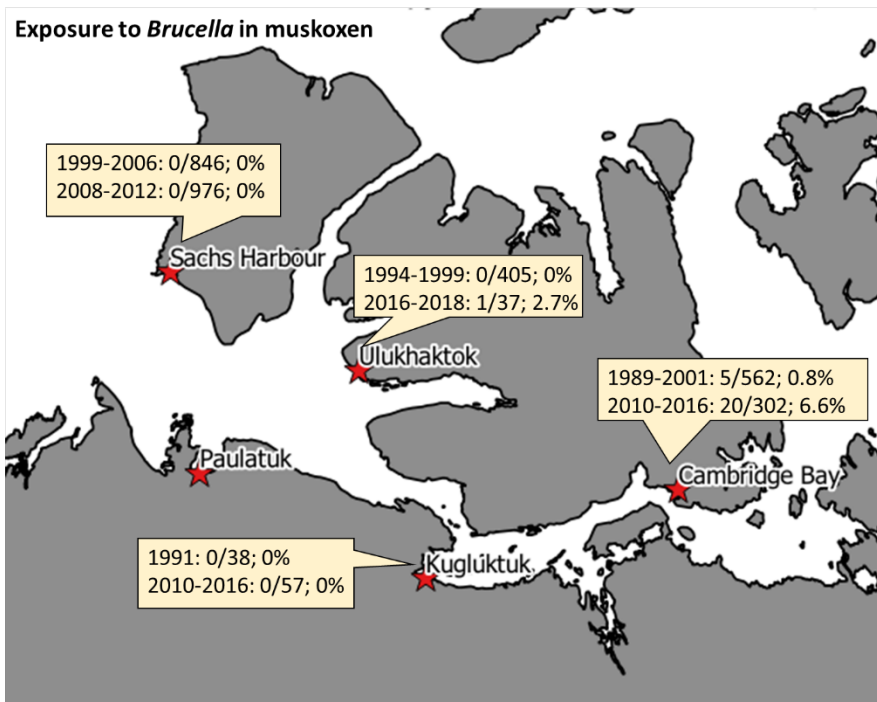 Exposure to Brucella in muskoxen
1999-2006: 0/846; 0%
2008-2012: 0/976; 0%
Sachs Harbour
1994-1999: 0/405; 0%
2016-2018: 1/37; 2.7%
Ulukhaktok
1989-2001: 5/562; 0.8%
2010-2016: 20/302; 6.6%
Paulatuk
Cambridge Bay
1991: 0/38; 0%
2010-2016: 0/57; 0%
Kugluktuk